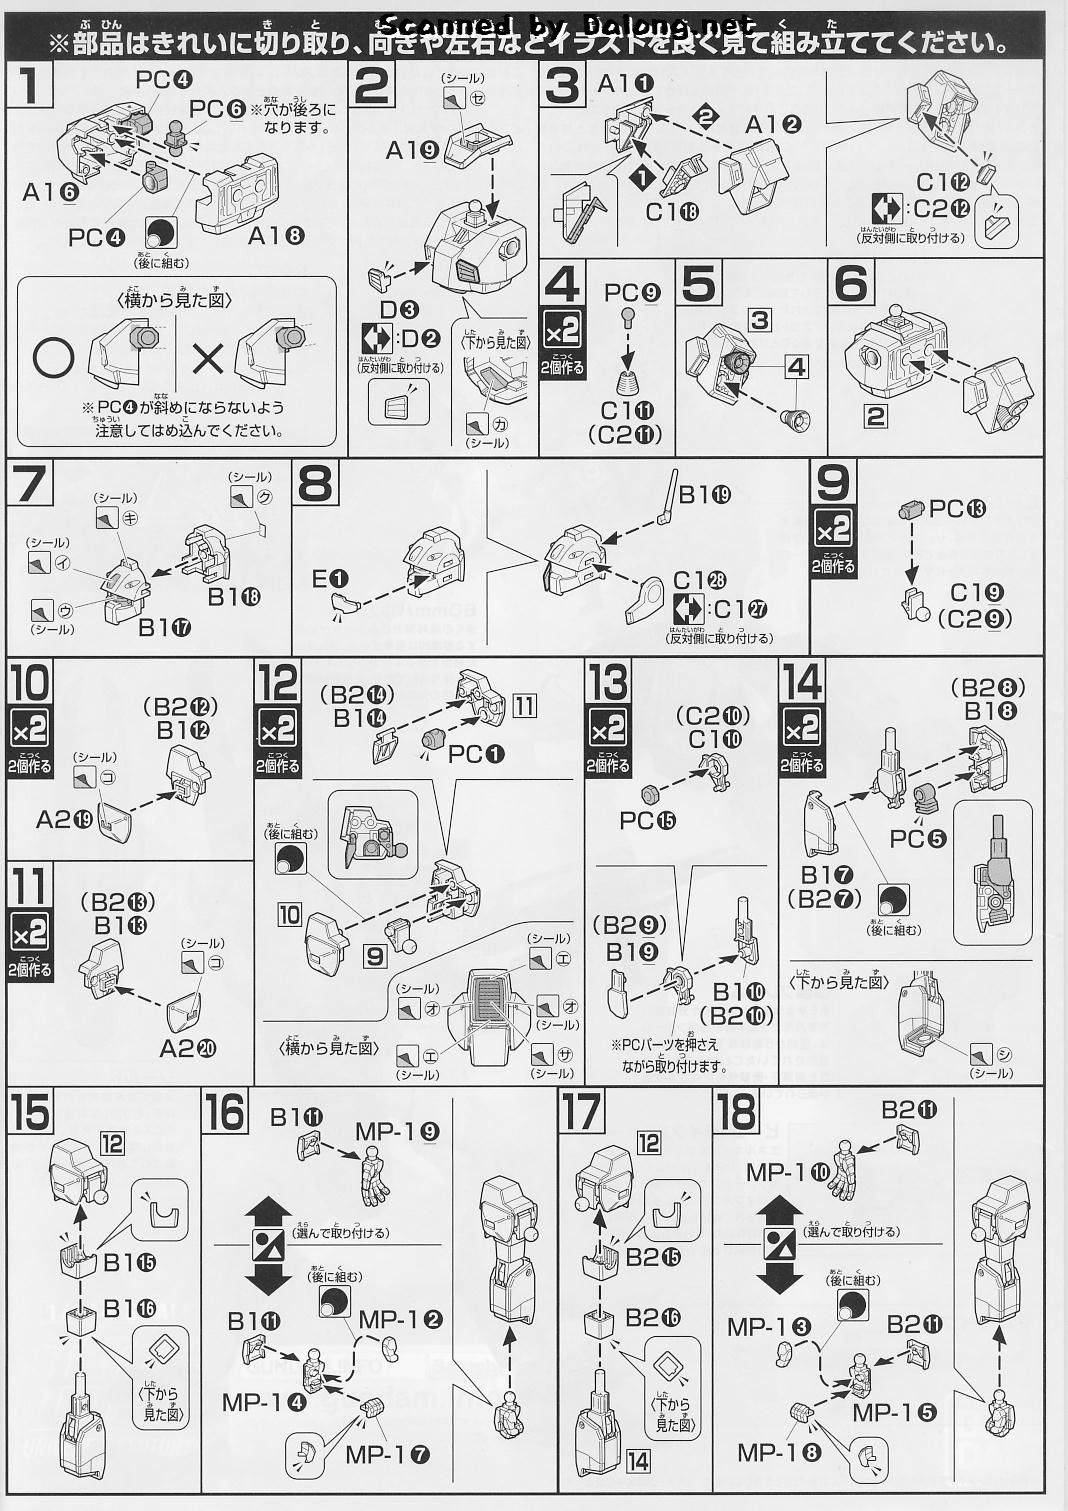 Scanned by Dalong.net
※部品はきれいに切り取り、向きや左右などイラストを良く見て組み立ててください。
1
PC❹
PC❻
※穴が後ろに
なります。
A1❻
PC❹
(後に組む)
A1❽
〈横から見た図〉
※PC❹が斜めにならないよう
注意してはめ込んでください。
2
(シール)
セ
A1❾
D❸
:D❷
(反対側に取り付ける)
〈下から見た図〉
カ
(シール)
3
A1❶
2
A1❷
1
C1⓲
C1⓬
:C2⓬
(反対側に取り付ける)
4
×2
2個作る
PC❾
C1⓫
(C2⓫)
5
3
4
6
2
7
(シール)
ク
(シール)
キ
(シール)
イ
ウ
(シール)
B1⓲
B1⓱
8
E❶
B1⓳
C1㉘
:C1㉗
(反対側に取り付ける)
9
×2
2個作る
PC⓭
C1❾
(C2❾)
10
×2
2個作る
(B2⓬)
B1⓬
(シール)
コ
A2⓳
11
×2
2個作る
(B2⓭)
B1⓭
(シール)
コ
A2⓴
12
×2
2個作る
(B2⓮)
B1⓮
11
PC❶
(後に組む)
10
9
(シール)
エ
(シール)
オ
オ
(シール)
エ
(シール)
サ
(シール)
〈横から見た図〉
13
×2
2個作る
(C2❿)
C1❿
PC⓯
(B2❾)
B1❾
B1❿
(B2❿)
※PCパーツを押さえ
ながら取り付けます。
14
×2
2個作る
(B2❽)
B1❽
PC❺
B1❼
(B2❼)
(後に組む)
〈下から見た図〉
シ
(シール)
15
12
B1⓯
B1⓰
〈下から
見た図〉
16
B1⓫
MP-1❾
(選んで取り付ける)
(後に組む)
B1⓫
MP-1❷
MP-1❹
MP-1❼
17
12
B2⓯
B2⓰
〈下から
見た図〉
14
18
B2⓫
MP-1❿
(選んで取り付ける)
(後に組む)
MP-1❸
B2⓫
MP-1❺
MP-1❽